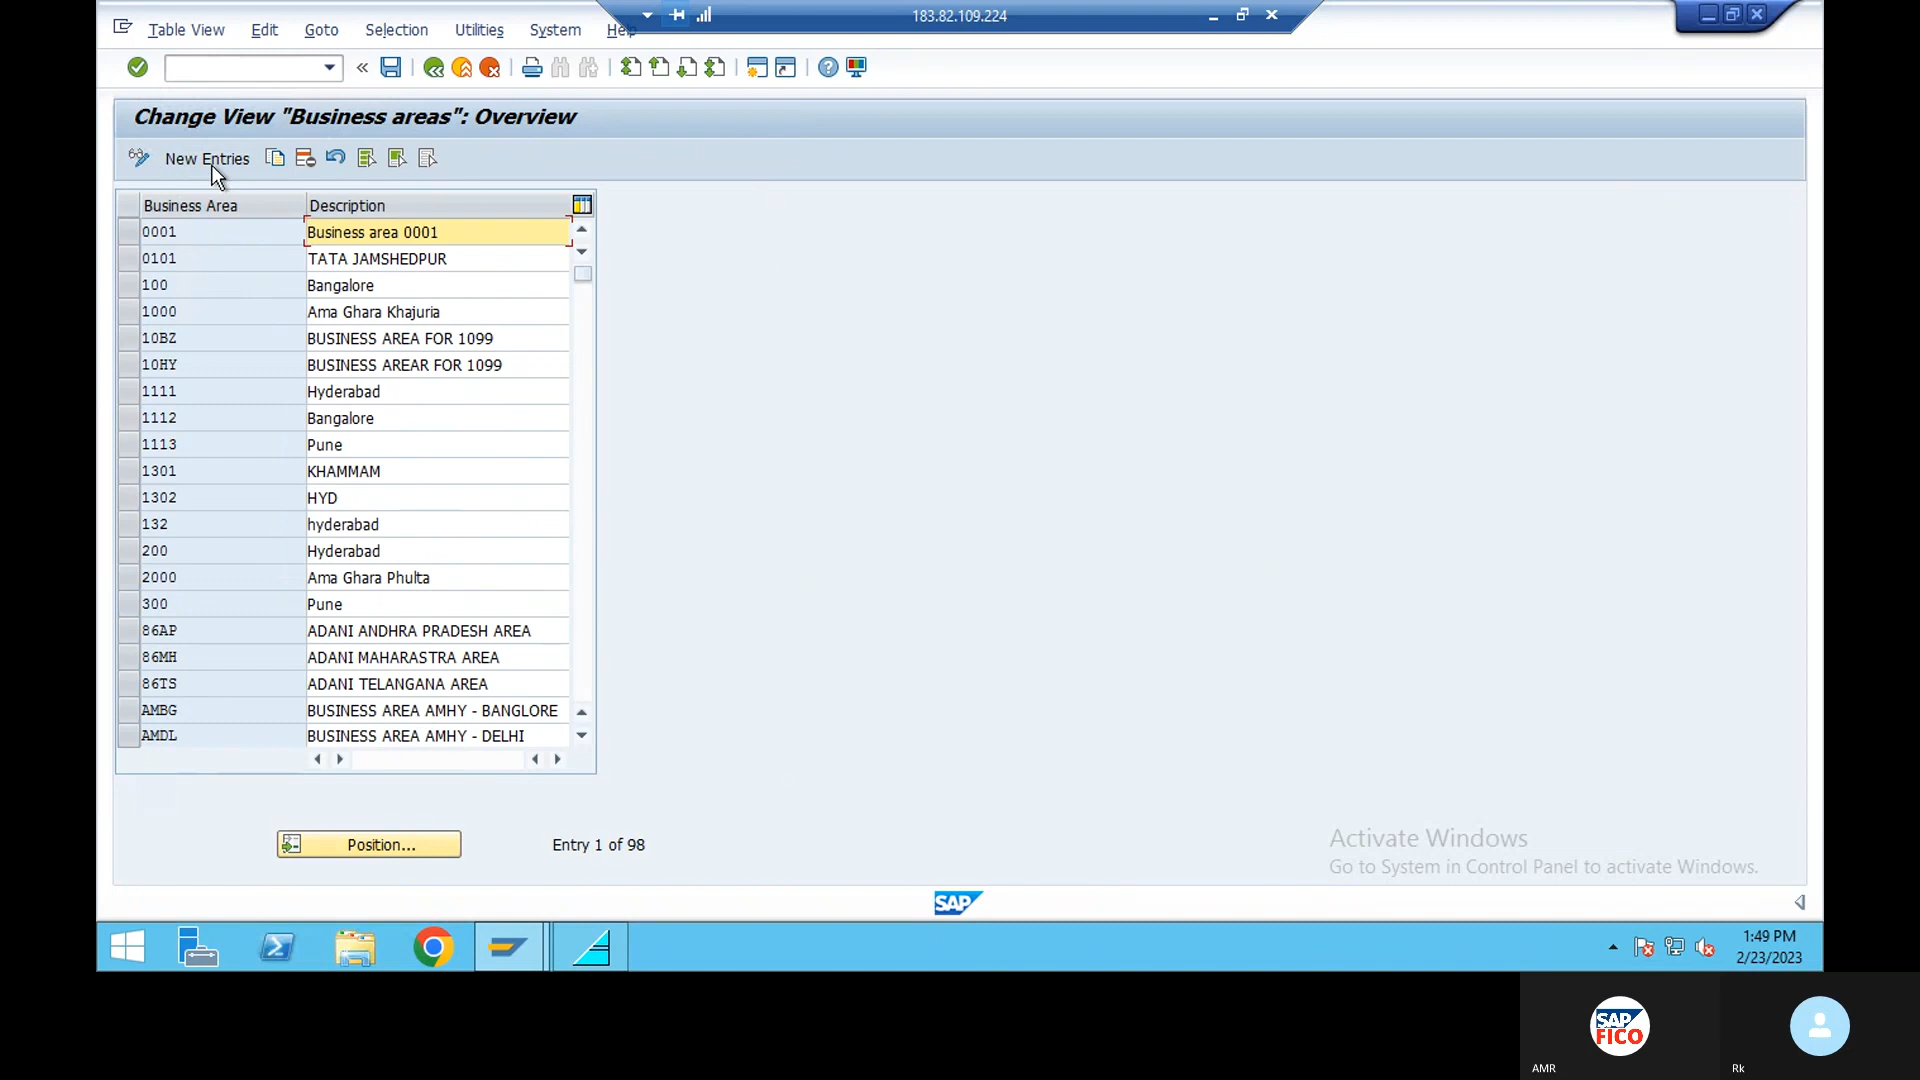 183.82.109.224
Table View Edit Goto Selection Utilities System Help
Change View "Business areas": Overview
New Entries
Business Area Description
0001 Business area 0001
0101 TATA JAMSHEDPUR
100 Bangalore
1000 Ama Ghara Khajuria
10BZ BUSINESS AREA FOR 1099
10HY BUSINESS AREAR FOR 1099
1111 Hyderabad
1112 Bangalore
1113 Pune
1301 KHAMMAM
1302 HYD
132 hyderabad
200 Hyderabad
2000 Ama Ghara Phulta
300 Pune
86AP ADANI ANDHRA PRADESH AREA
86MH ADANI MAHARASTRA AREA
86TS ADANI TELANGANA AREA
AMBG BUSINESS AREA AMHY - BANGLORE
AMDL BUSINESS AREA AMHY - DELHI
Position... Entry 1 of 98
Activate Windows
Go to System in Control Panel to activate Windows.
SAP
1:49 PM
2/23/2023
SAP
FICO
AMR Rk